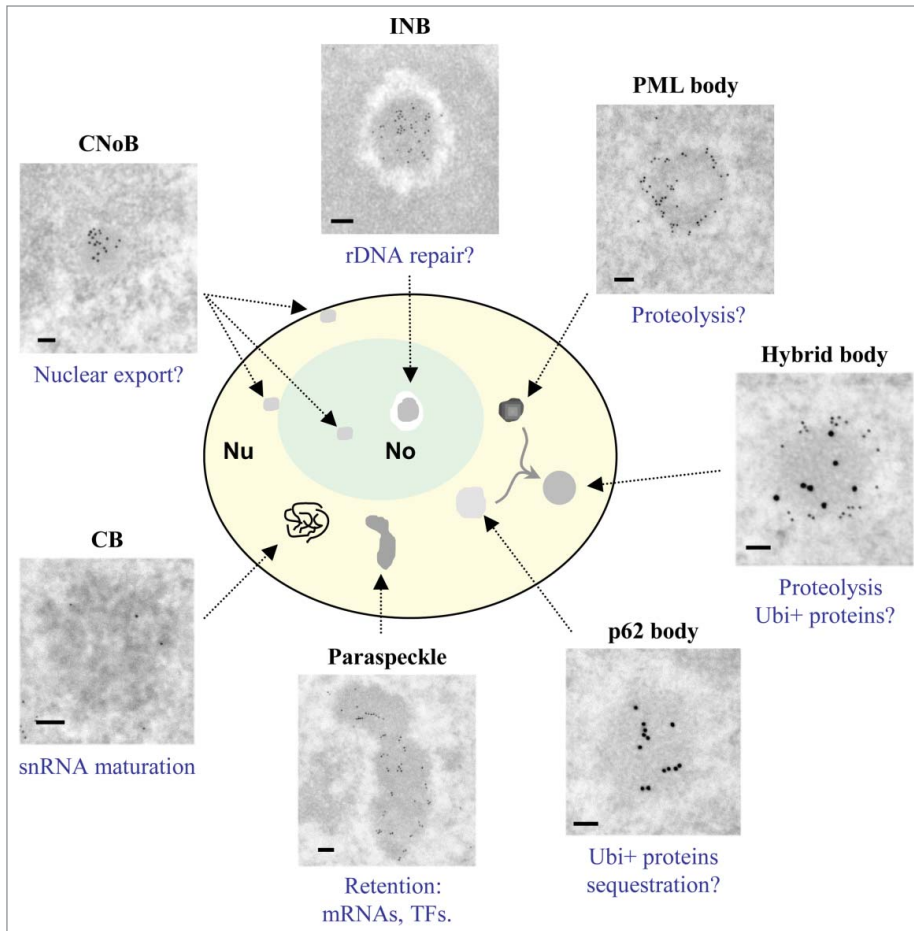 INB
rDNA repair?
PML body
Proteolysis?
CNoB
Nuclear export?
Hybrid body
Proteolysis
Ubi+ proteins?
Nu
No
CB
snRNA maturation
Paraspeckle
Retention:
mRNAs, TFs.
p62 body
Ubi+ proteins
sequestration?